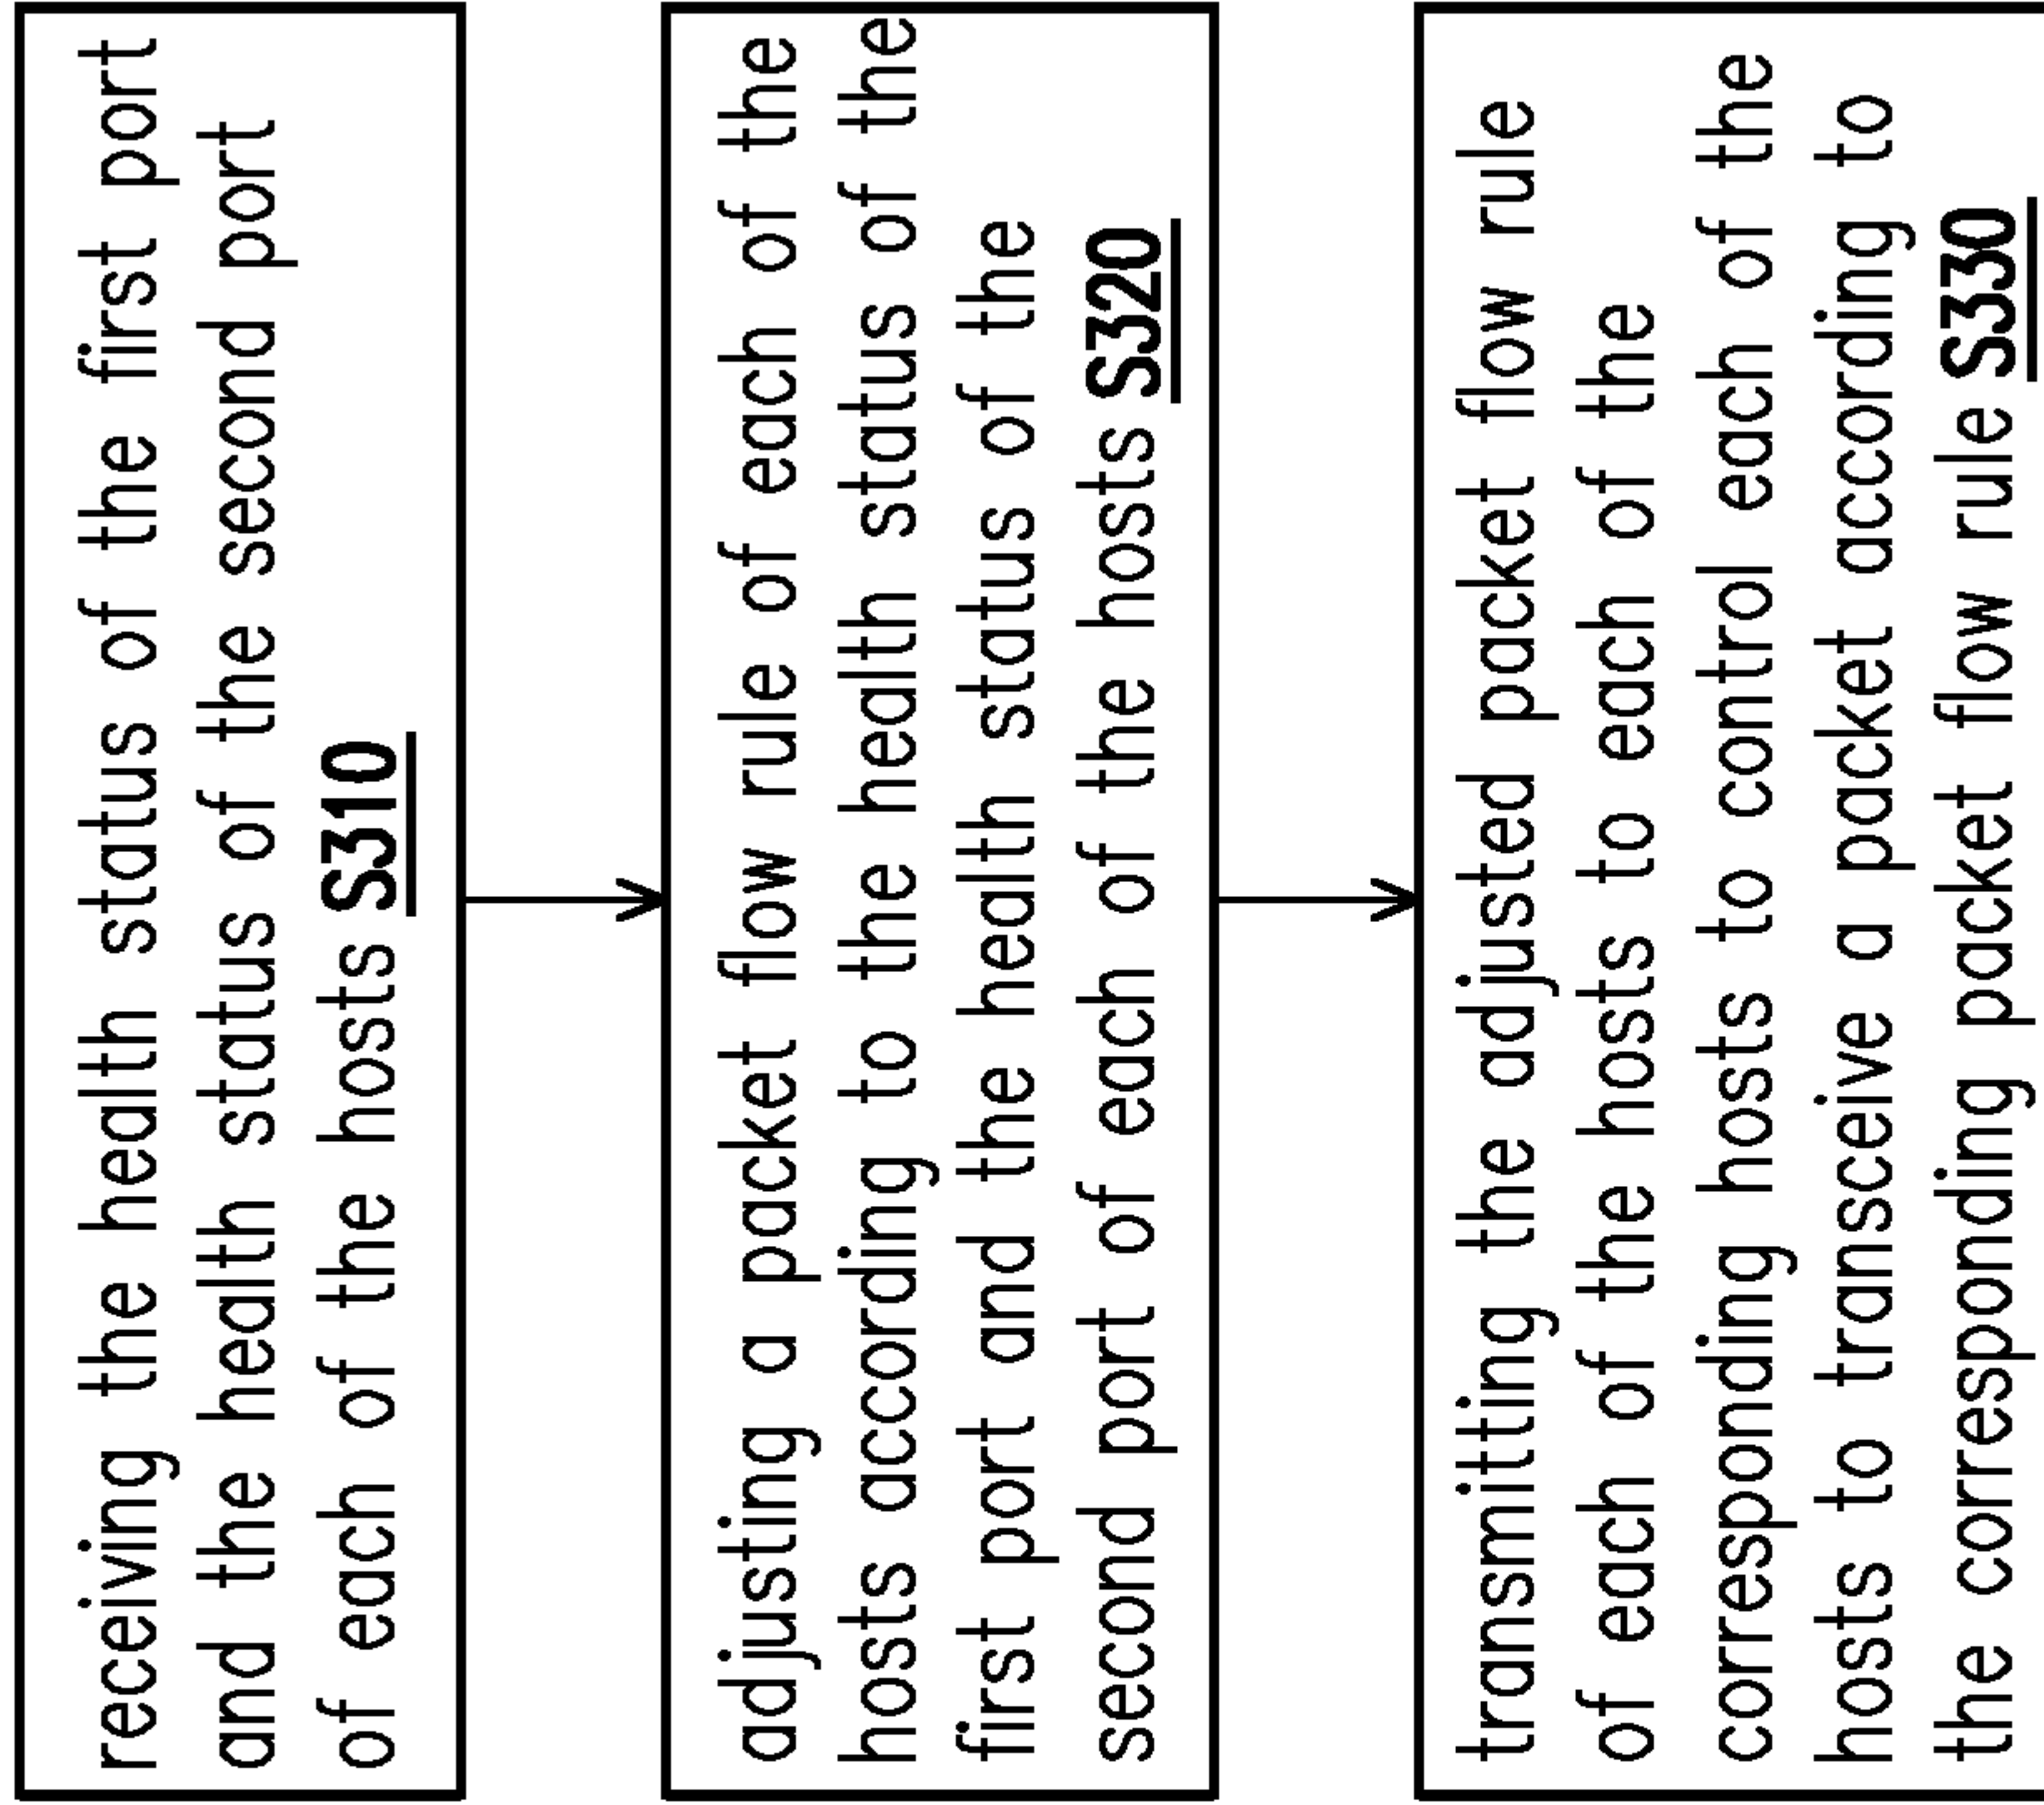 receiving the health status of the first port
and the health status of the second port
of each of the hosts S310
adjusting a packet flow rule of each of the
hosts according to the health status of the
first port and the health status of the
second port of each of the hosts S320
transmitting the adjusted packet flow rule
of each of the hosts to each of the
corresponding hosts to control each of the
hosts to transceive a packet according to
the corresponding packet flow rule S330